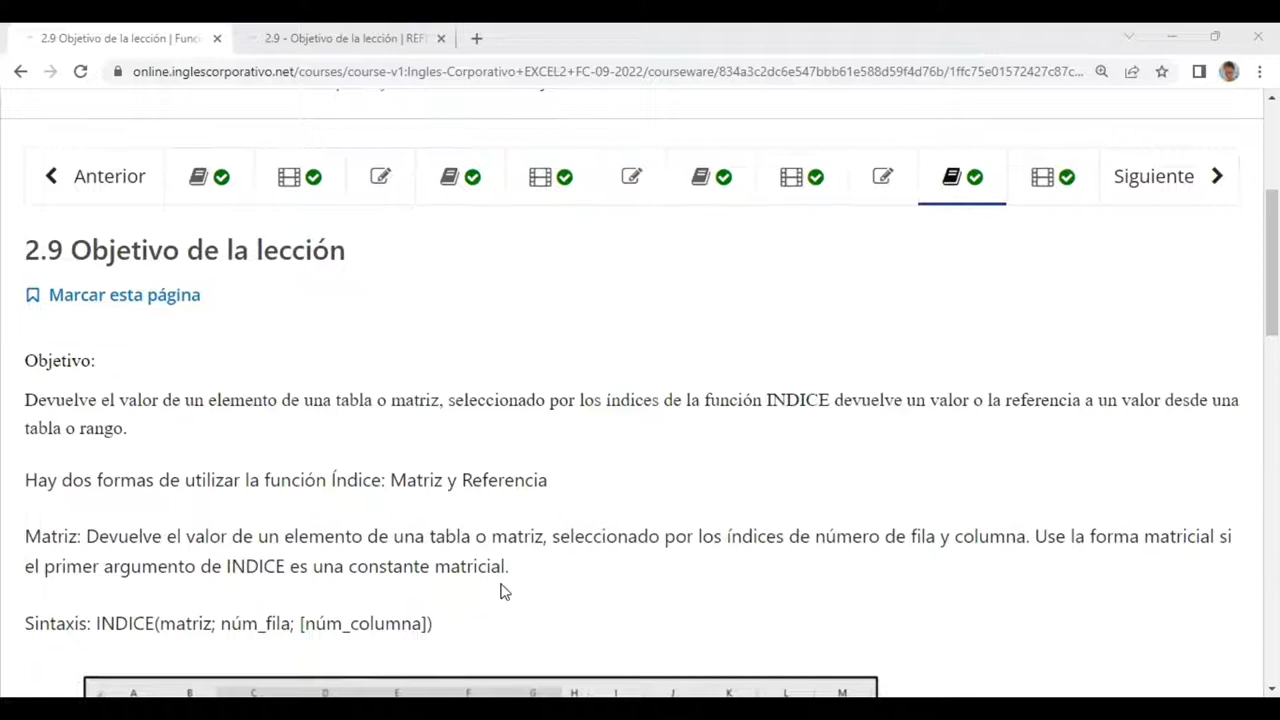 2.9 Objetivo de la lección | Func
2.9 - Objetivo de la lección | REF
online.inglescorporativo.net/courses/course-v1:Ingles-Corporativo+EXCEL2+FC-09-2022/courseware/834a3c2dc6e547bbb61e588d59f4d76b/1ffc75e01572427c87c...
Anterior
Siguiente
2.9 Objetivo de la lección
Marcar esta página
Objetivo:
Devuelve el valor de un elemento de una tabla o matriz, seleccionado por los índices de la función INDICE devuelve un valor o la referencia a un valor desde una
tabla o rango.
Hay dos formas de utilizar la función Índice: Matriz y Referencia
Matriz: Devuelve el valor de un elemento de una tabla o matriz, seleccionado por los índices de número de fila y columna. Use la forma matricial si
el primer argumento de INDICE es una constante matricial.
Sintaxis: INDICE(matriz; núm_fila; [núm_columna])
A B C D E F G H I J K L M